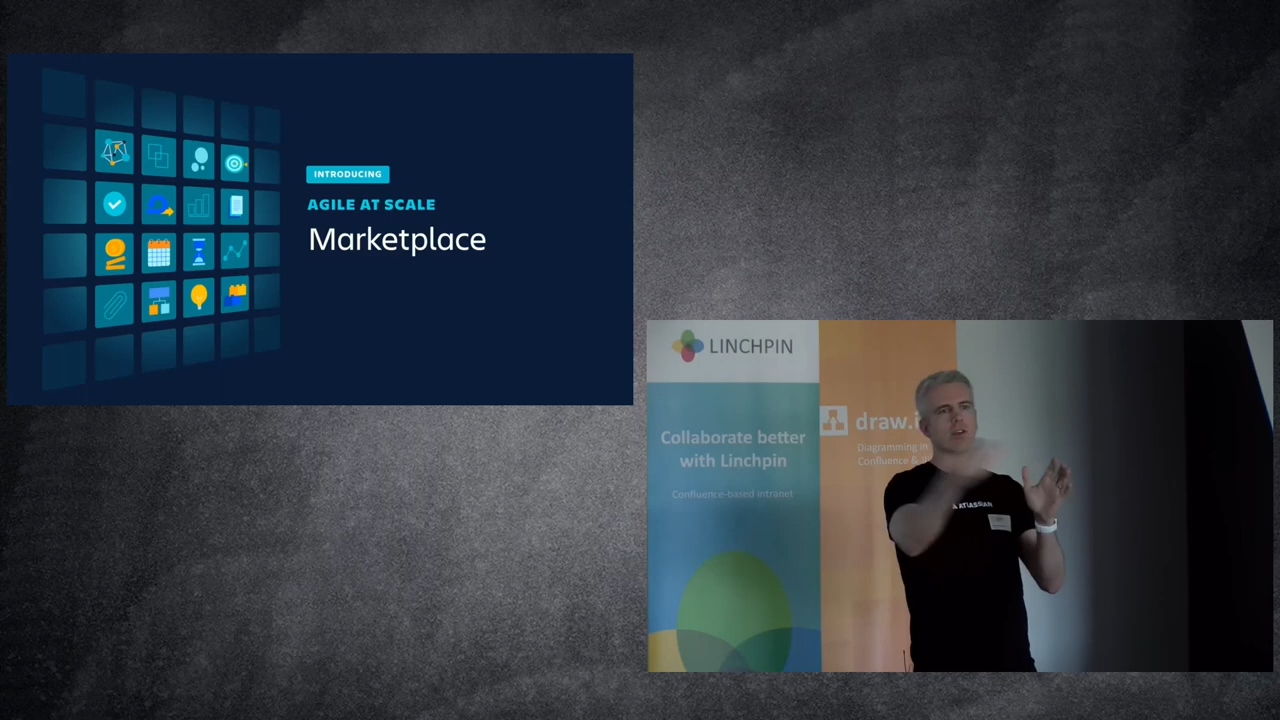 INTRODUCING
AGILE AT SCALE
Marketplace
LINCHPIN
Collaborate better
with Linchpin
Confluence-based intranet
draw.i
Diagramming in
Confluence &
ATLASSIAN